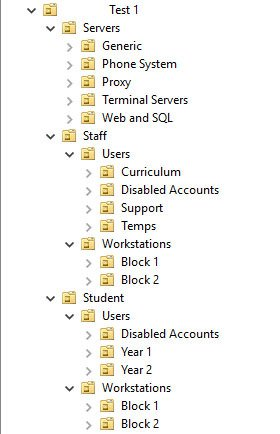 Test 1
Servers
Generic
Phone System
Proxy
Terminal Servers
Web and SQL
Staff
Users
Curriculum
Disabled Accounts
Support
Temps
Workstations
Block 1
Block 2
Student
Users
Disabled Accounts
Year 1
Year 2
Workstations
Block 1
Block 2